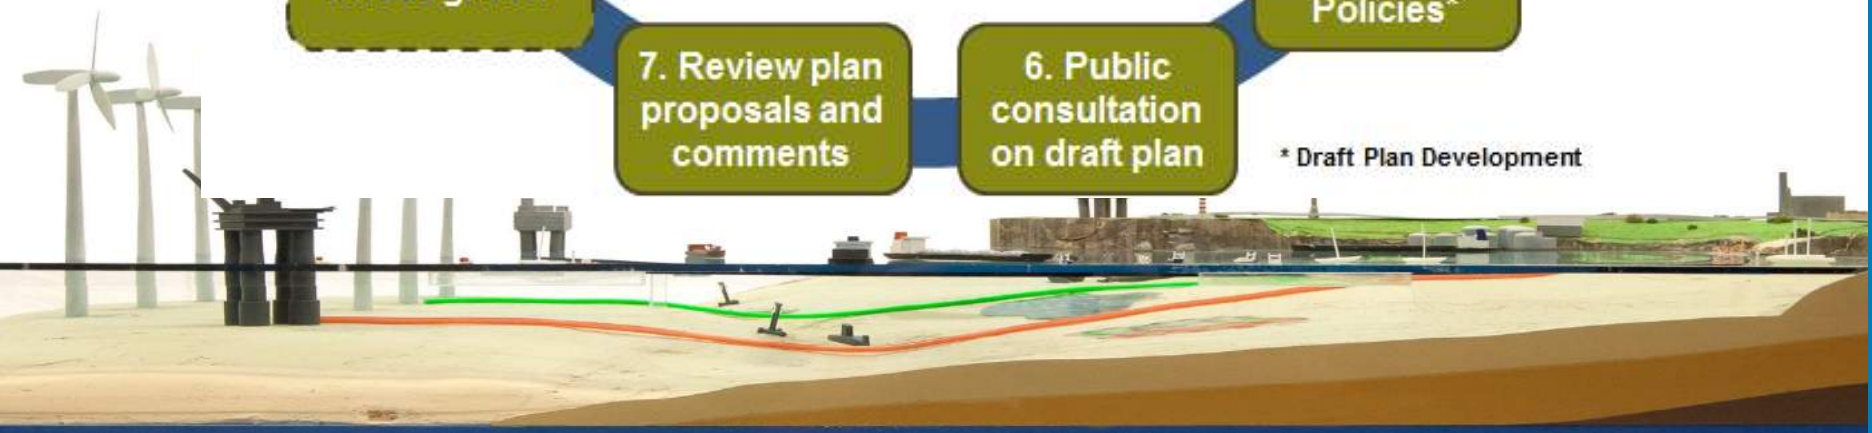 Policies*
7. Review plan
proposals and
comments
6. Public
consultation
on draft plan
* Draft Plan Development